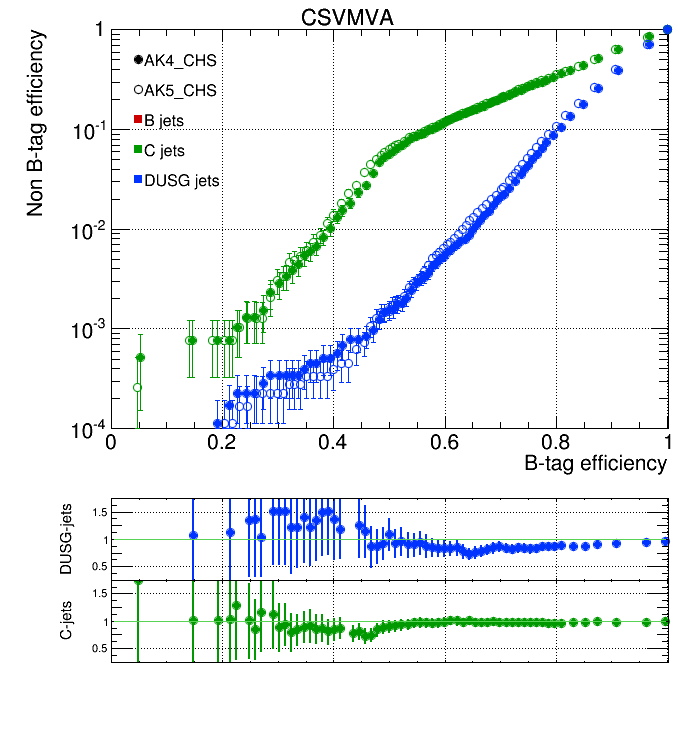 CSVMVA
Non B-tag efficiency
1
10^-1
10^-2
10^-3
10^-4
AK4_CHS
AK5_CHS
B jets
C jets
DUSG jets
0 0.2 0.4 0.6 0.8 1
B-tag efficiency
DUSG-jets
1.5
1
0.5
C-jets
1.5
1
0.5